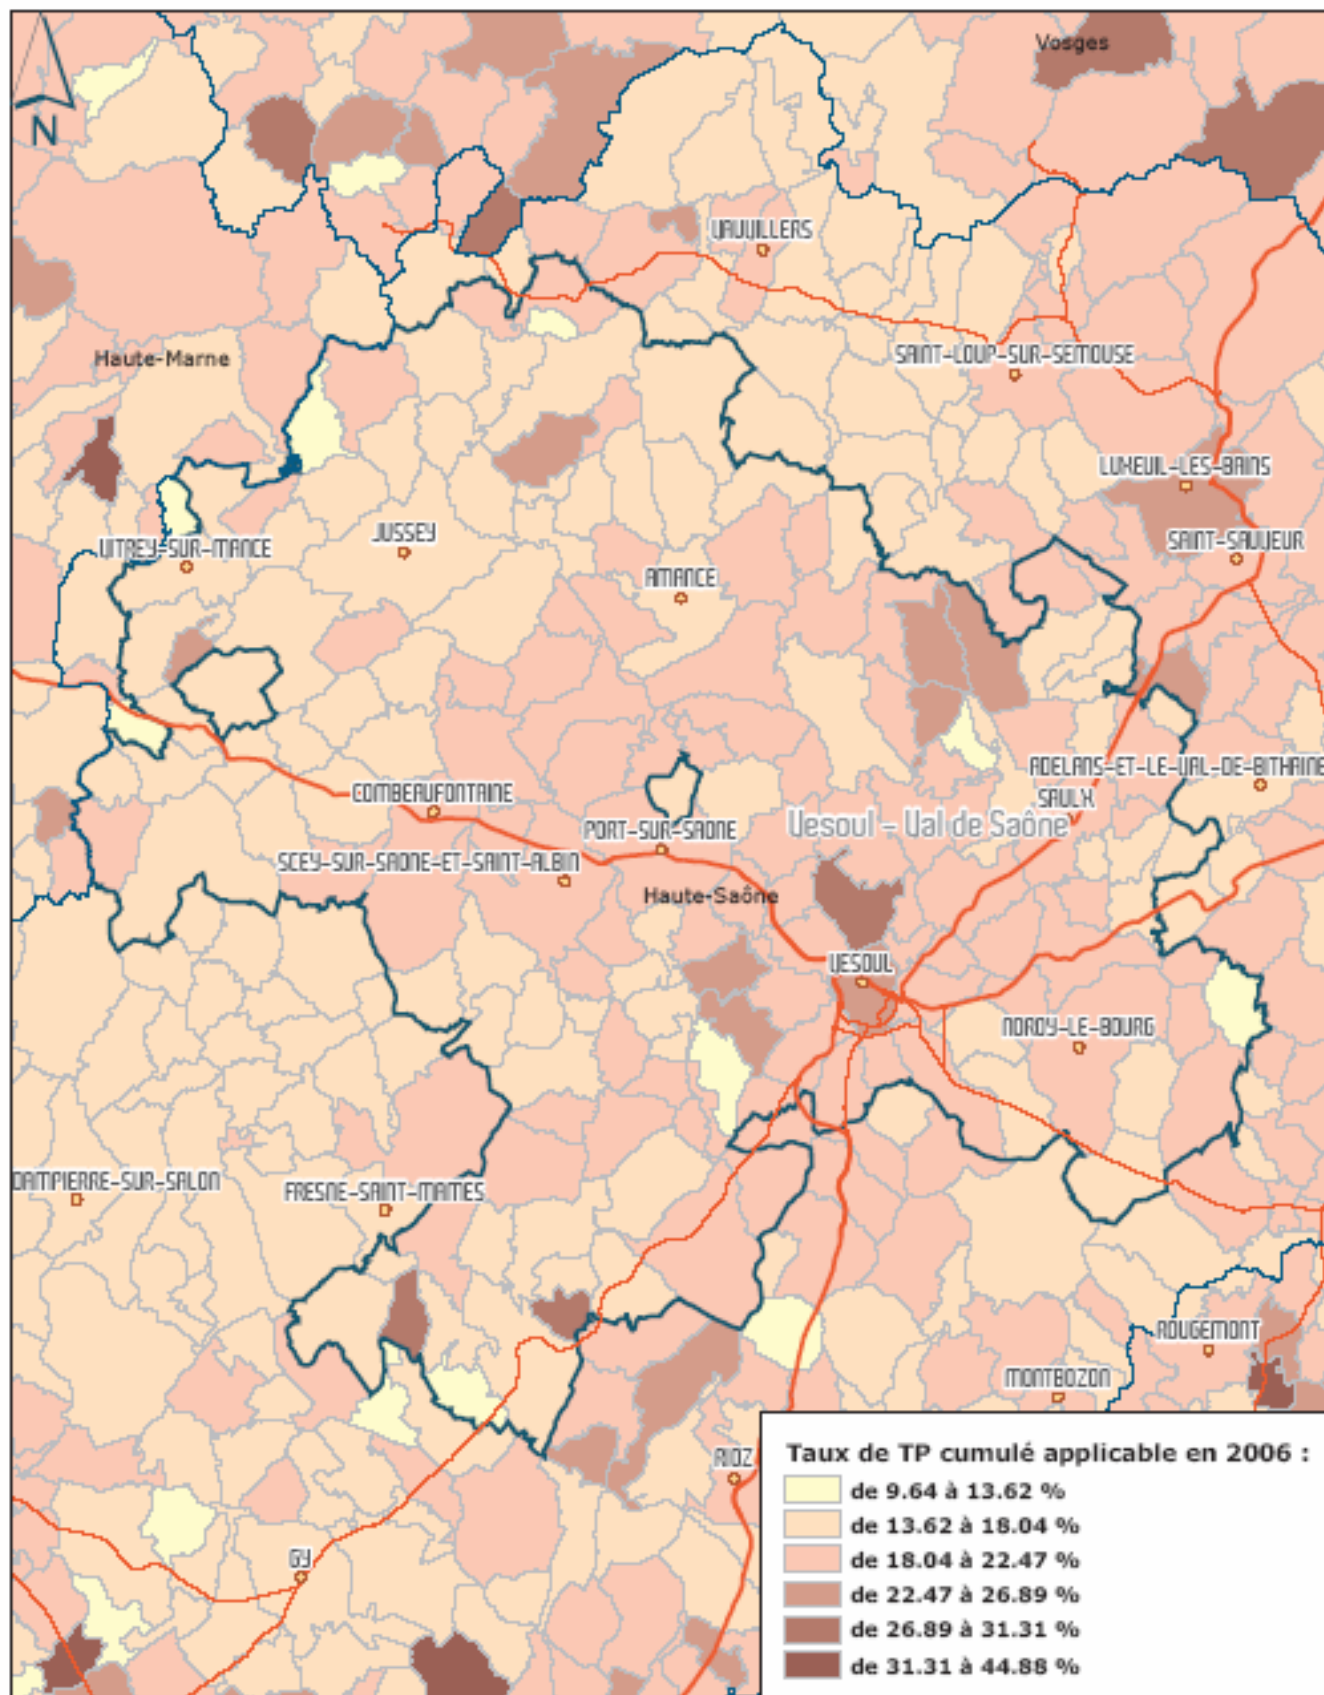 Vosges
N
VAUVILLERS
Haute-Marne
SAINT-LOUP-SUR-SEMOUSE
LUXEUIL-LES-BAINS
JUSSEY
VITREY-SUR-MANCE
SAINT-SAUVEUR
AMANCE
ADELANS-ET-LE-VAL-DE-BITHAINE
COMBEAUFONTAINE
SAULX
PORT-SUR-SAONE
Vesoul - Val de Saône
SCEY-SUR-SAONE-ET-SAINT-ALBIN
Haute-Saône
VESOUL
NOROY-LE-BOURG
DAMPIERRE-SUR-SALON
FRESNE-SAINT-MAMES
ROUGEMONT
MONTBOZON
RIOZ
GY
Taux de TP cumulé applicable en 2006 :
de 9.64 à 13.62 %
de 13.62 à 18.04 %
de 18.04 à 22.47 %
de 22.47 à 26.89 %
de 26.89 à 31.31 %
de 31.31 à 44.88 %